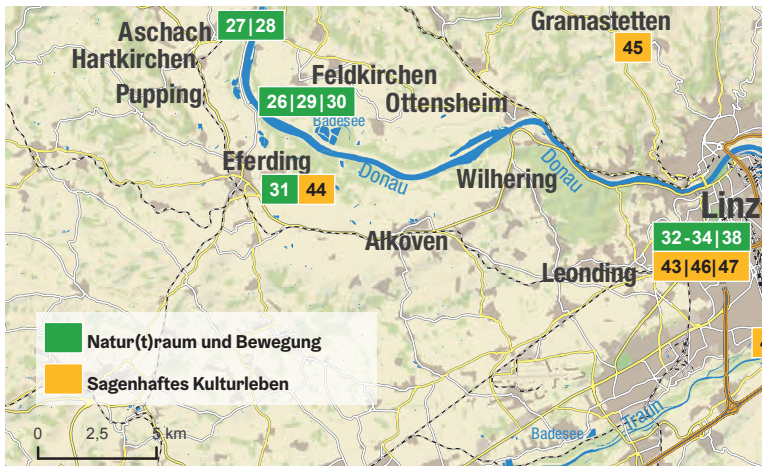 Aschach
27|28
Hartkirchen
Pupping
Gramastetten
45
Feldkirchen
26|29|30
Badesee
Ottensheim
Eferding
31 44
Donau
Wilhering
Donau
Linz
32-34|38
43|46|47
Alkoven
Leonding
Natur(t)raum und Bewegung
Sagenhaftes Kulturleben
0 2,5 5 km
Badesee
Traun